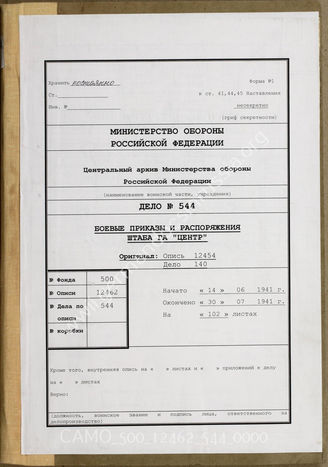 Хранить постоянно
Форма №1
Ст.
к ст. 41,44,45 Наставления
Инв. №
несекретно
(гриф секретности)
МИНИСТЕРСТВО ОБОРОНЫ
РОССИЙСКОЙ ФЕДЕРАЦИИ
Центральный архив Министерства обороны
Российской Федерации
(наименование воинской части, учреждения)
ДЕЛО № 544
БОЕВЫЕ ПРИКАЗЫ И РАСПОРЯЖЕНИЯ
ШТАБА ГА "ЦЕНТР"
Оригинал: Опись 12454
Дело 140
№ Фонда 500
№ Описи 12462
№ Дела по описи 544
№ коробки
Начато « 14 » 06 1941 г.
Окончено « 30 » 07 1941 г.
На « 102 » листах
Кроме того, внутренняя опись на « » листах и « » приложений к делу
на « » листах
Верно:
(должность, воинское звание и подпись лица, ответственного за
делопроизводство)
CAMO_500_12462_544_0000